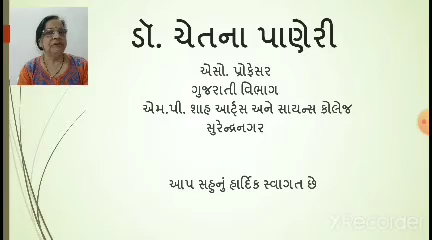 ડૉ. ચેતના પાણેરી
એસો. પ્રોફેસર
ગુજરાતી વિભાગ
એમ.પી. શાહ આર્ટ્સ અને સાયન્સ કોલેજ
સુરેન્દ્રનગર
આપ સહુનું હાર્દિક સ્વાગત છે
XRecorder